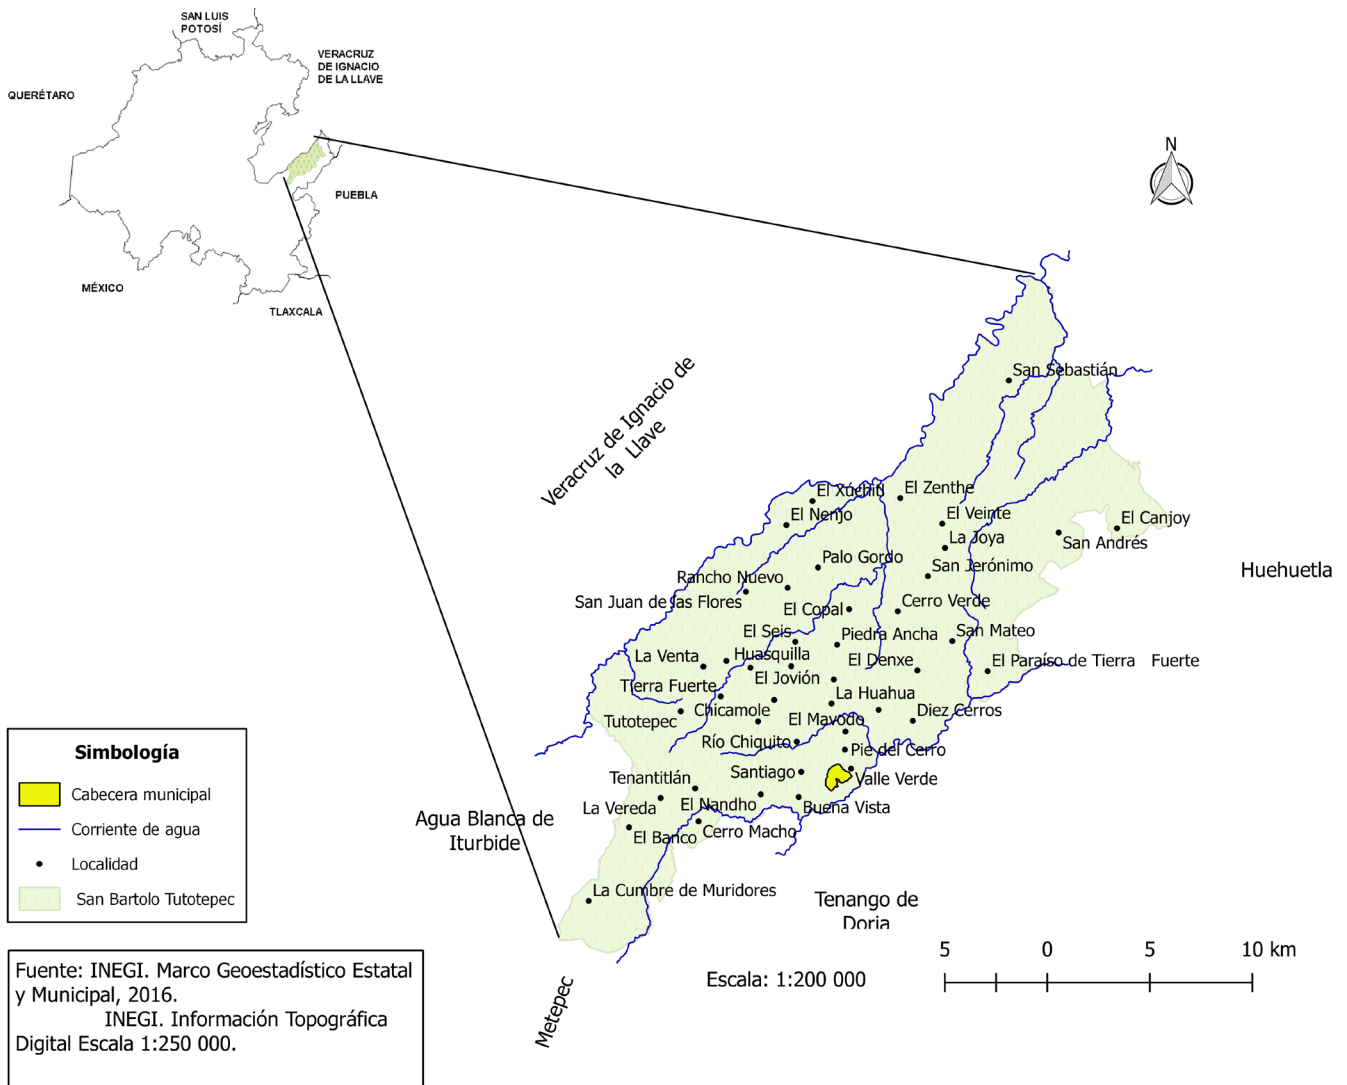 SAN LUIS
POTOSÍ
VERACRUZ
DE IGNACIO
DE LA LLAVE
QUERÉTARO
PUEBLA
MÉXICO
TLAXCALA
N
Veracruz de Ignacio de
la Llave
San Sebastián
El Xúchitl
El Zenthe
El Nenjo
El Veinte
El Canjoy
La Joya
San Andrés
Palo Gordo
San Jerónimo
Huehuetla
Rancho Nuevo
San Juan de las Flores
El Copal
Cerro Verde
El Seis
Piedra Ancha
San Mateo
La Venta
Huasquilla
El Denxe
El Paraíso de Tierra Fuerte
El Jovión
Tierra Fuerte
La Huahua
Chicamole
Tutotepec
El Mavodo
Diez Cerros
Río Chiquito
Pie del Cerro
Santiago
Valle Verde
Tenantitlán
La Vereda
El Nandho
Buena Vista
Agua Blanca de
Iturbide
El Banco
Cerro Macho
La Cumbre de Muridores
Tenango de
Doria
Metepec
Simbología
Cabecera municipal
Corriente de agua
Localidad
San Bartolo Tutotepec
5 0 5 10 km
Escala: 1:200 000
Fuente: INEGI. Marco Geoestadístico Estatal
y Municipal, 2016.
INEGI. Información Topográfica
Digital Escala 1:250 000.